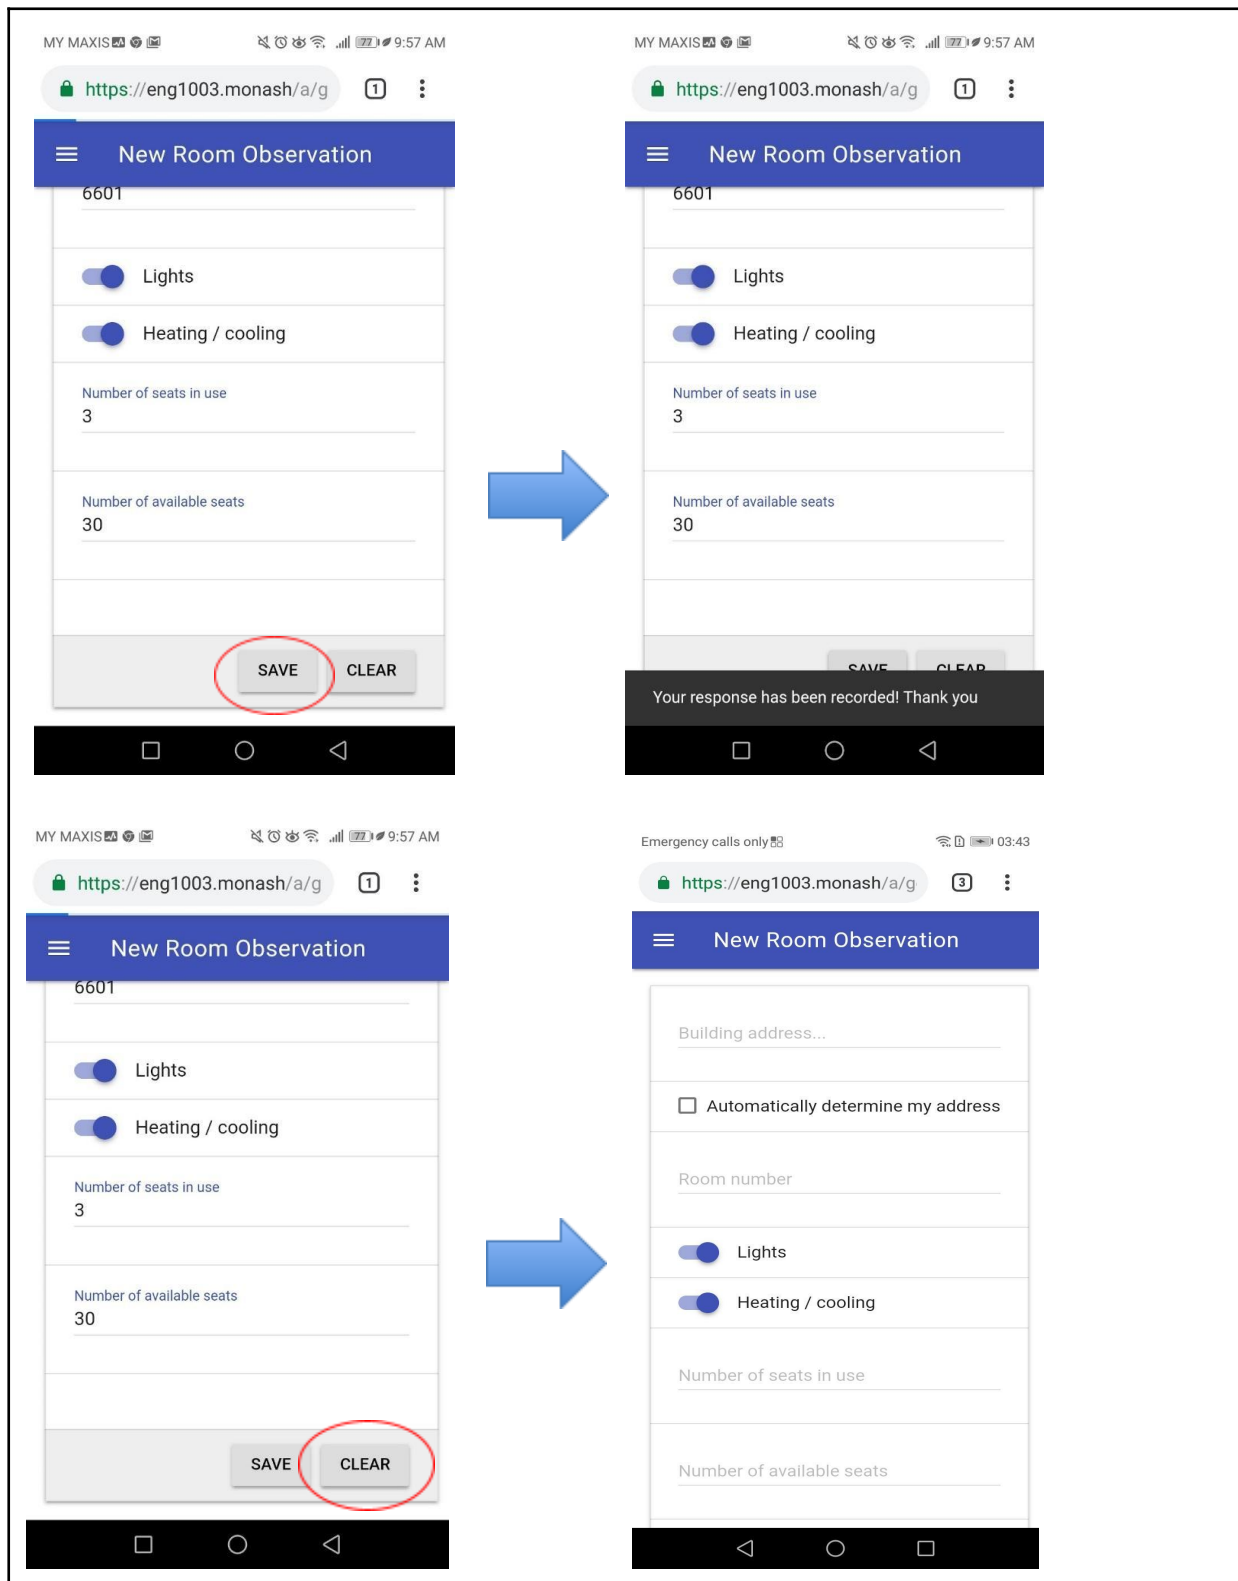 MY MAXIS 77 9:57 AM
https://eng1003.monash/a/g 1
New Room Observation
6601
Lights
Heating / cooling
Number of seats in use
3
Number of available seats
30
SAVE CLEAR
MY MAXIS 77 9:57 AM
https://eng1003.monash/a/g 1
New Room Observation
6601
Lights
Heating / cooling
Number of seats in use
3
Number of available seats
30
SAVE CLEAR
Your response has been recorded! Thank you
MY MAXIS 77 9:57 AM
https://eng1003.monash/a/g 1
New Room Observation
6601
Lights
Heating / cooling
Number of seats in use
3
Number of available seats
30
SAVE CLEAR
Emergency calls only 03:43
https://eng1003.monash/a/g 3
New Room Observation
Building address...
Automatically determine my address
Room number
Lights
Heating / cooling
Number of seats in use
Number of available seats